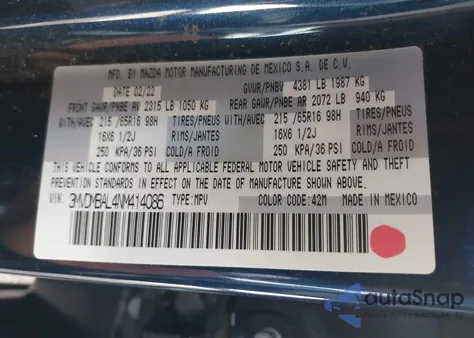 MFD. BY MAZDA MOTOR MANUFACTURING DE MEXICO S.A. DE C.V.
DATE 02/22 GVWR/PNBV 4381 LB 1987 KG
FRONT GAWR/PNBE AV 2315 LB 1050 KG REAR GAWR/PNBE AR 2072 LB 940 KG
WITH/AVEC 215 /65R16 98H TIRES/PNEUS WITH/AVEC 215 /65R16 98H TIRES/PNEUS
16X6 1/2J RIMS/JANTES 16X6 1/2J RIMS/JANTES
250 KPA/36 PSI COLD/A FROID 250 KPA/36 PSI COLD/A FROID
THIS VEHICLE CONFORMS TO ALL APPLICABLE FEDERAL MOTOR VEHICLE SAFETY AND THEFT
PREVENTION STANDARDS IN EFFECT ON THE DATE OF MANUFACTURE SHOWN ABOVE.
VIN: 3MVDMBAL4NM414086 TYPE:MPV COLOR CODE:42M MADE IN MEXICO
autoSnap